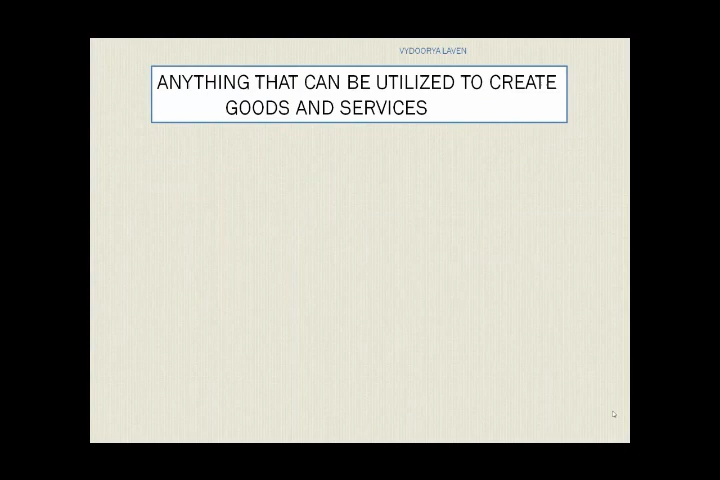 VYDOORYA LAVEN
ANYTHING THAT CAN BE UTILIZED TO CREATE
GOODS AND SERVICES